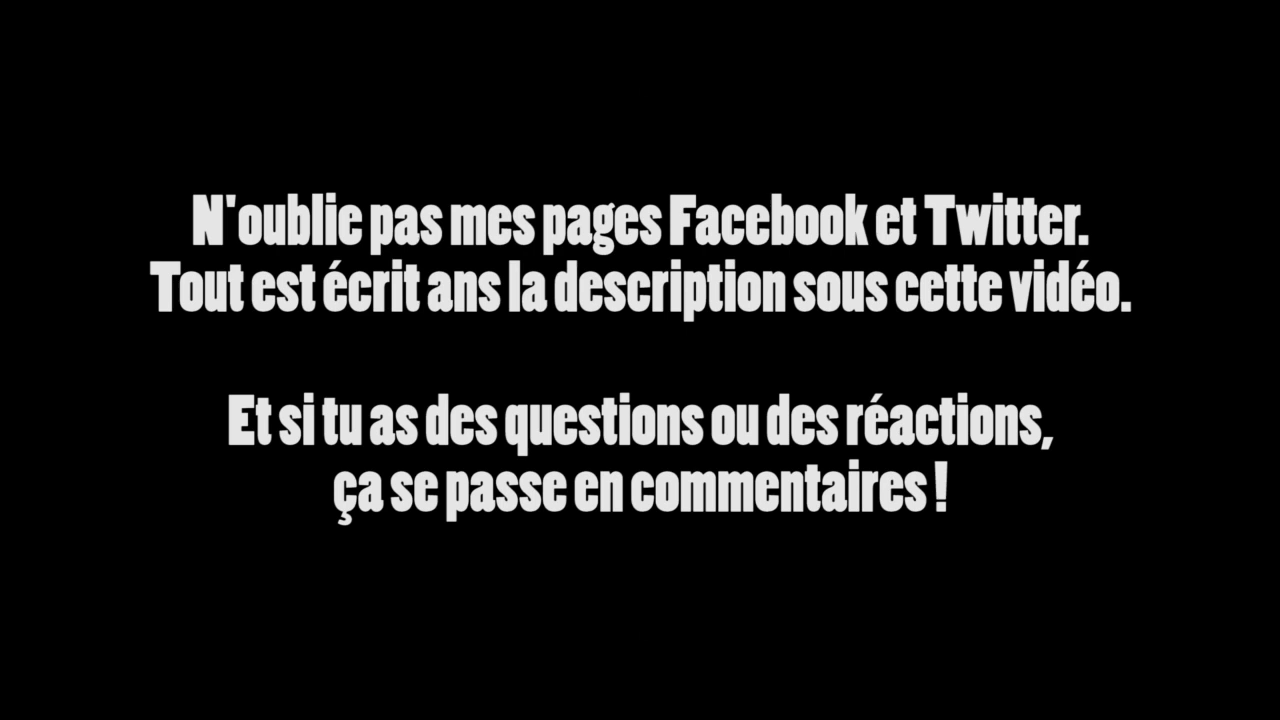 N'oublie pas mes pages Facebook et Twitter.
Tout est écrit ans la description sous cette vidéo.
Et si tu as des questions ou des réactions,
ça se passe en commentaires !